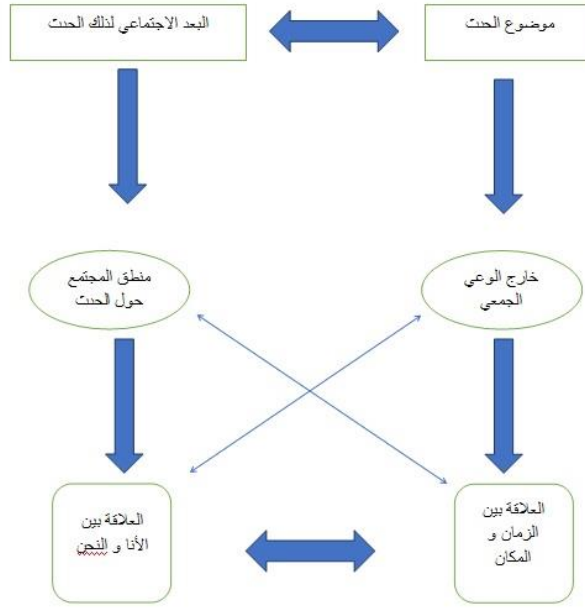 موضوع الحدث
البعد الاجتماعي لذلك الحدث
خارج الوعي
الجمعي
منطق المجتمع
حول الحدث
العلاقة بين
الزمان و
المكان
العلاقة بين
الأنا و النحن